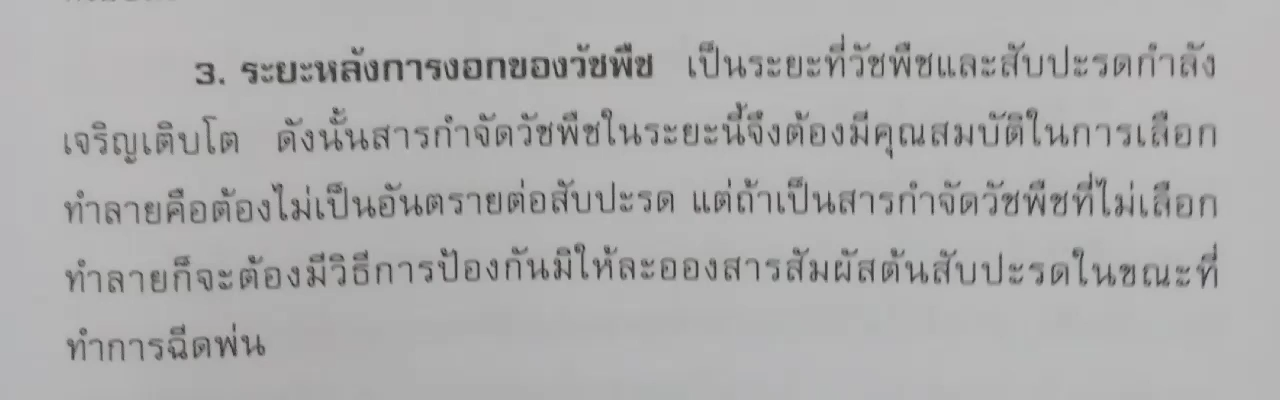 3. ระยะหลังการงอกของวัชพืช เป็นระยะที่วัชพืชและสับปะรดกำลัง
เจริญเติบโต ดังนั้นสารกำจัดวัชพืชในระยะนี้จึงต้องมีคุณสมบัติในการเลือก
ทำลายคือต้องไม่เป็นอันตรายต่อสับปะรด แต่ถ้าเป็นสารกำจัดวัชพืชที่ไม่เลือก
ทำลายก็จะต้องมีวิธีการป้องกันมิให้ละอองสารสัมผัสต้นสับปะรดในขณะที่
ทำการฉีดพ่น